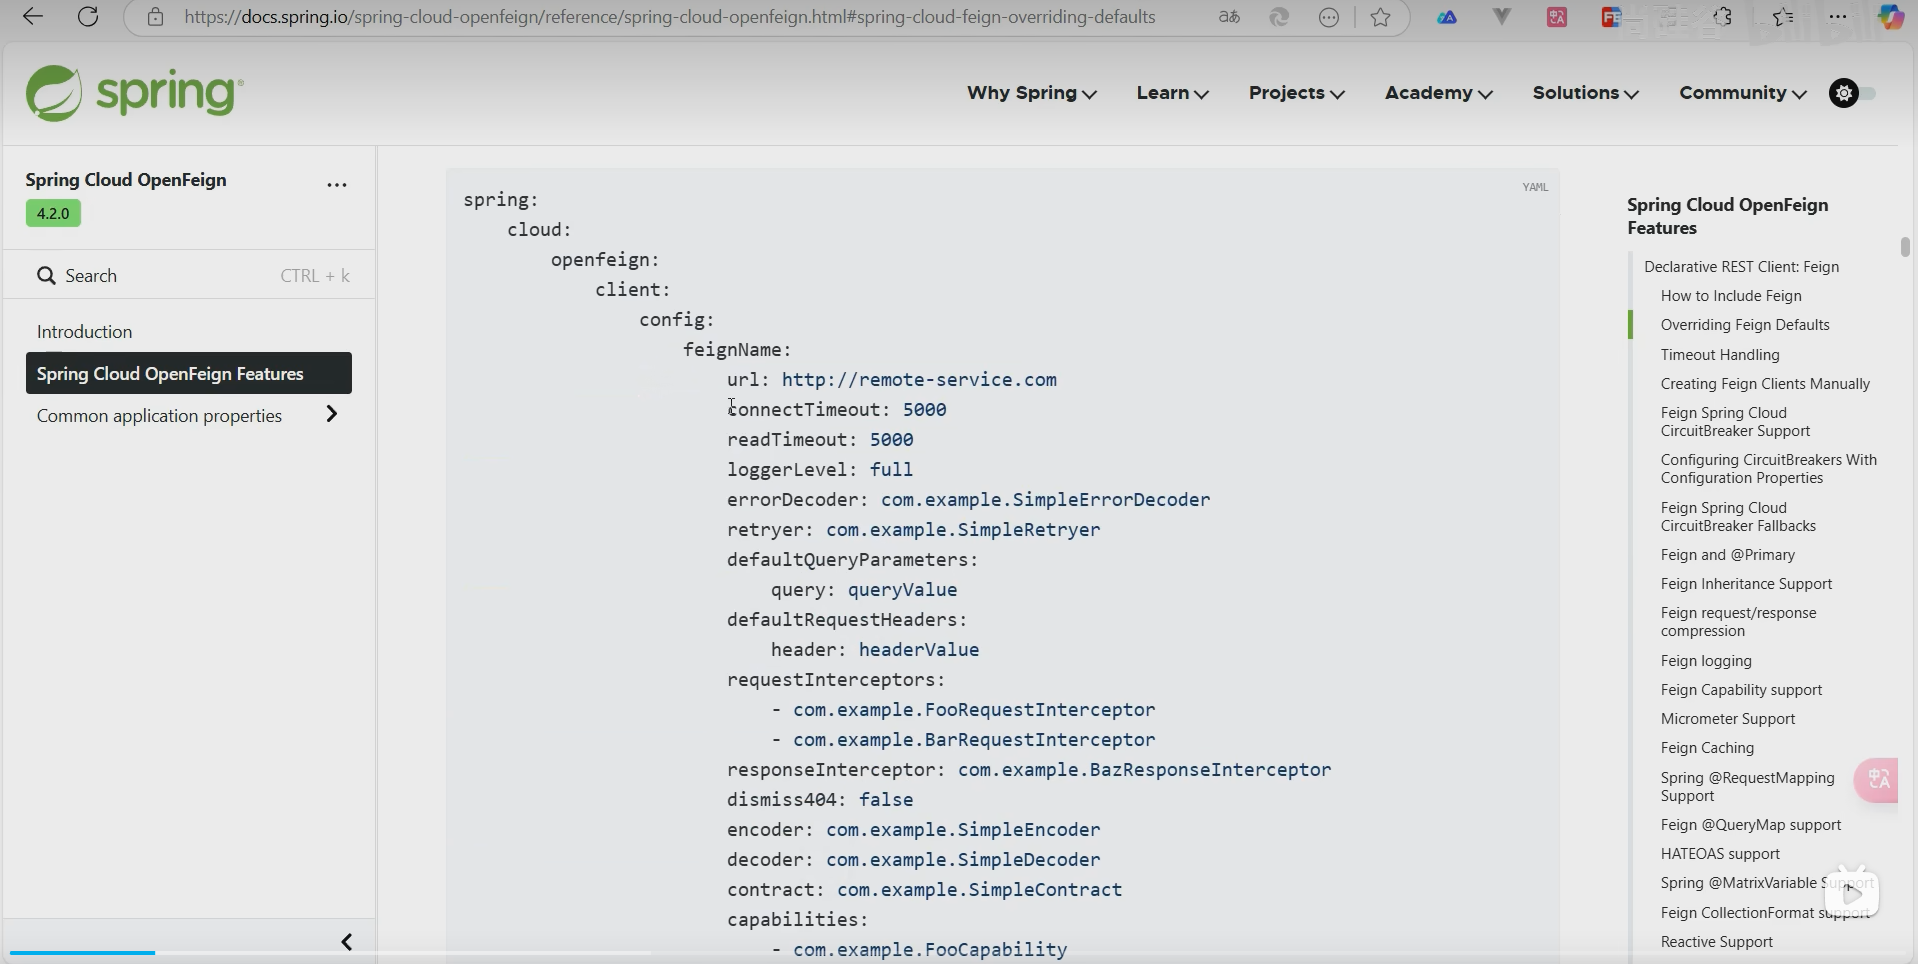 https://docs.spring.io/spring-cloud-openfeign/reference/spring-cloud-openfeign.html#spring-cloud-feign-overriding-defaults
spring
Why Spring
Learn
Projects
Academy
Solutions
Community
Spring Cloud OpenFeign
...
4.2.0
Search
CTRL + k
Introduction
Spring Cloud OpenFeign Features
Common application properties
YAML
spring:
cloud:
openfeign:
client:
config:
feignName:
url: http://remote-service.com
connectTimeout: 5000
readTimeout: 5000
loggerLevel: full
errorDecoder: com.example.SimpleErrorDecoder
retryer: com.example.SimpleRetryer
defaultQueryParameters:
query: queryValue
defaultRequestHeaders:
header: headerValue
requestInterceptors:
- com.example.FooRequestInterceptor
- com.example.BarRequestInterceptor
responseInterceptor: com.example.BazResponseInterceptor
dismiss404: false
encoder: com.example.SimpleEncoder
decoder: com.example.SimpleDecoder
contract: com.example.SimpleContract
capabilities:
- com.example.FooCapability
Spring Cloud OpenFeign
Features
Declarative REST Client: Feign
How to Include Feign
Overriding Feign Defaults
Timeout Handling
Creating Feign Clients Manually
Feign Spring Cloud
CircuitBreaker Support
Configuring CircuitBreakers With
Configuration Properties
Feign Spring Cloud
CircuitBreaker Fallbacks
Feign and @Primary
Feign Inheritance Support
Feign request/response
compression
Feign logging
Feign Capability support
Micrometer Support
Feign Caching
Spring @RequestMapping
Support
Feign @QueryMap support
HATEOAS support
Spring @MatrixVariable Support
Feign CollectionFormat support
Reactive Support